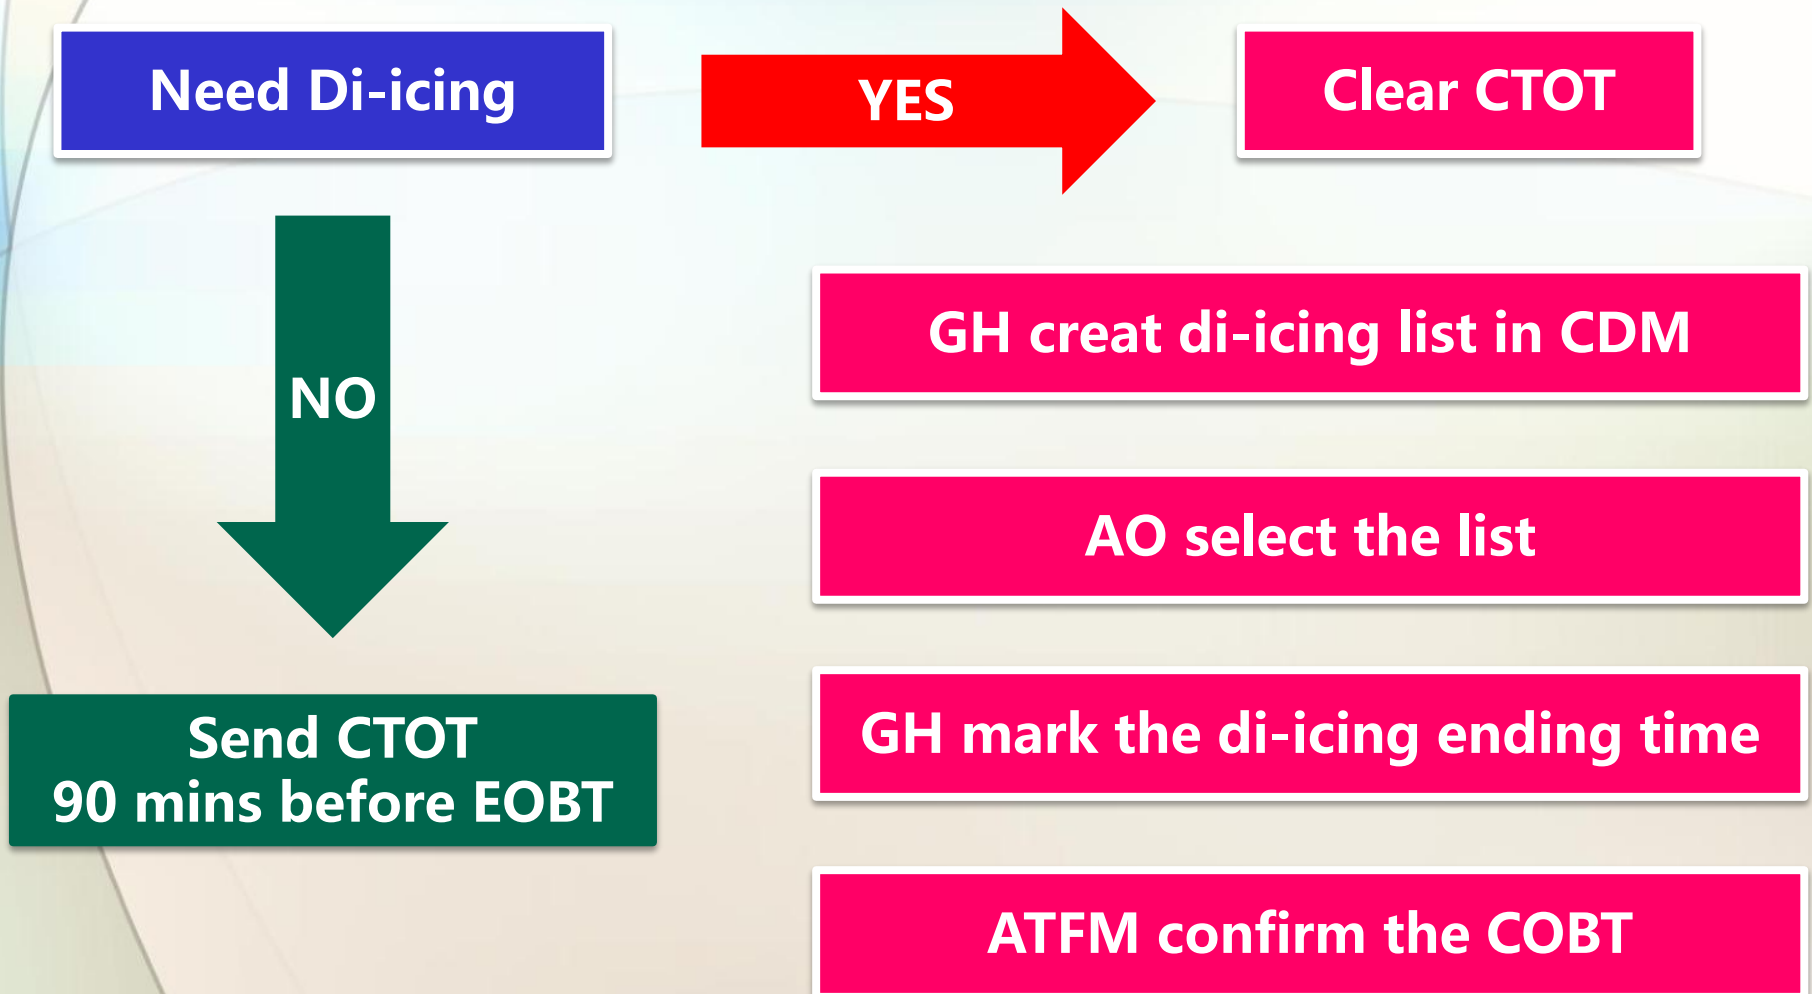 Need Di-icing
YES
Clear CTOT
NO
GH creat di-icing list in CDM
AO select the list
GH mark the di-icing ending time
Send CTOT
90 mins before EOBT
ATFM confirm the COBT